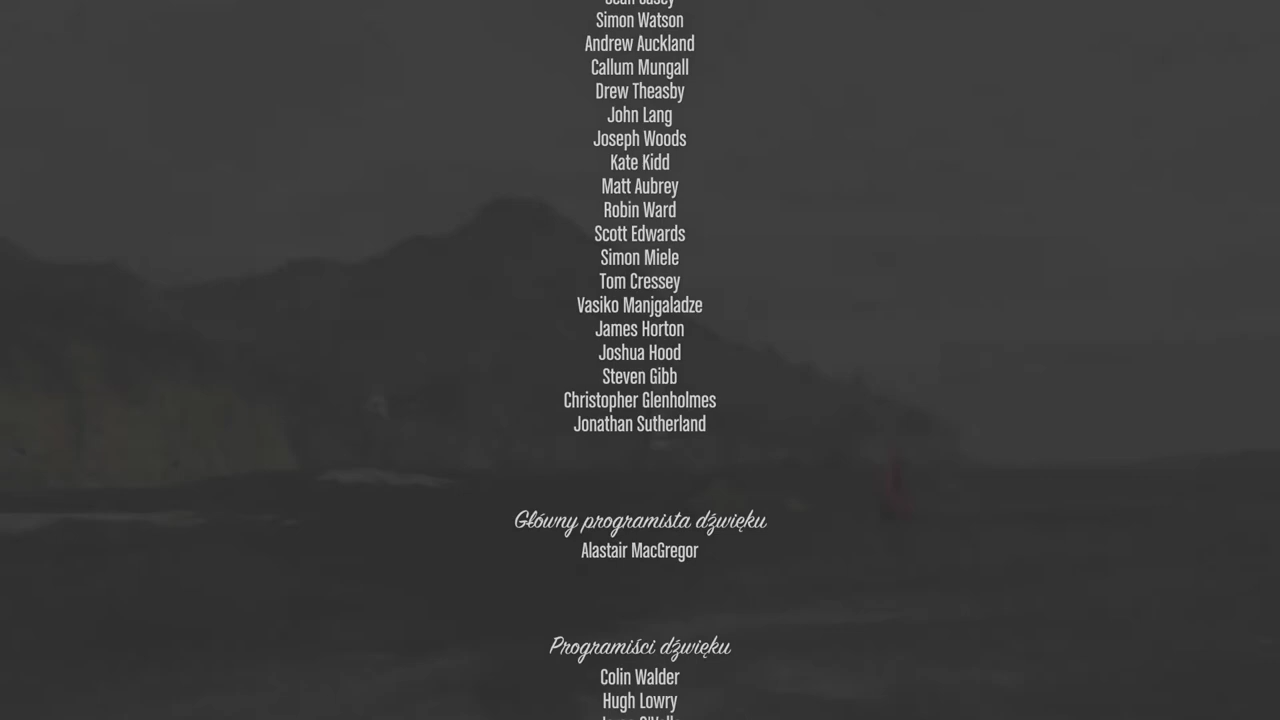 Simon Watson
Andrew Auckland
Callum Mungall
Drew Theasby
John Lang
Joseph Woods
Kate Kidd
Matt Aubrey
Robin Ward
Scott Edwards
Simon Miele
Tom Cressey
Vasiko Manjgaladze
James Horton
Joshua Hood
Steven Gibb
Christopher Glenholmes
Jonathan Sutherland
Główny programista dźwięku
Alastair MacGregor
Programiści dźwięku
Colin Walder
Hugh Lowry